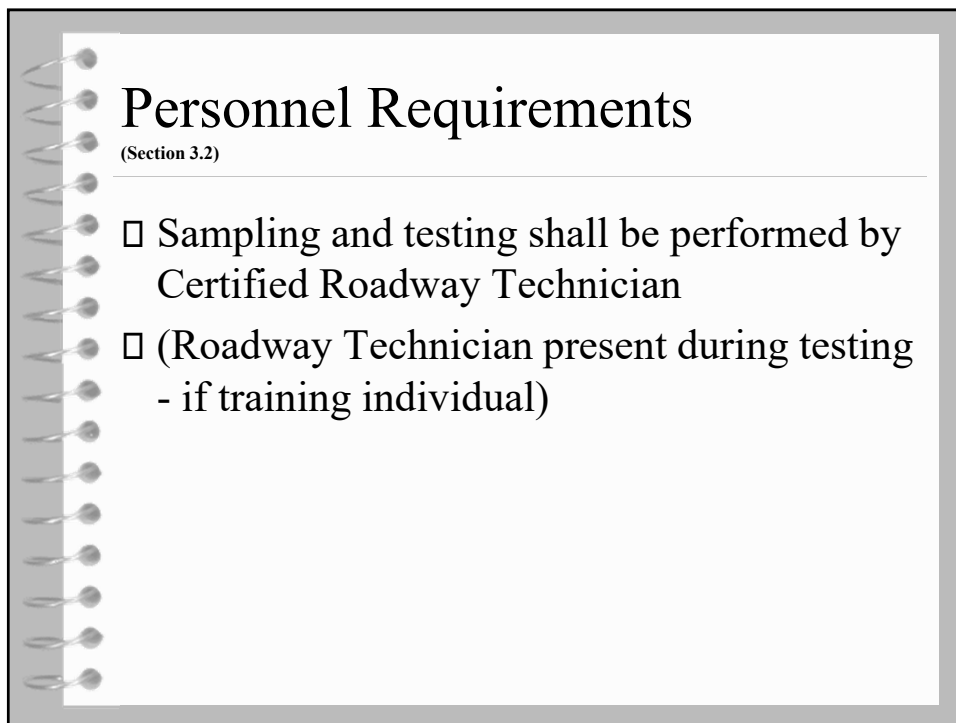 Personnel Requirements
(Section 3.2)
Sampling and testing shall be performed by
Certified Roadway Technician
(Roadway Technician present during testing
- if training individual)